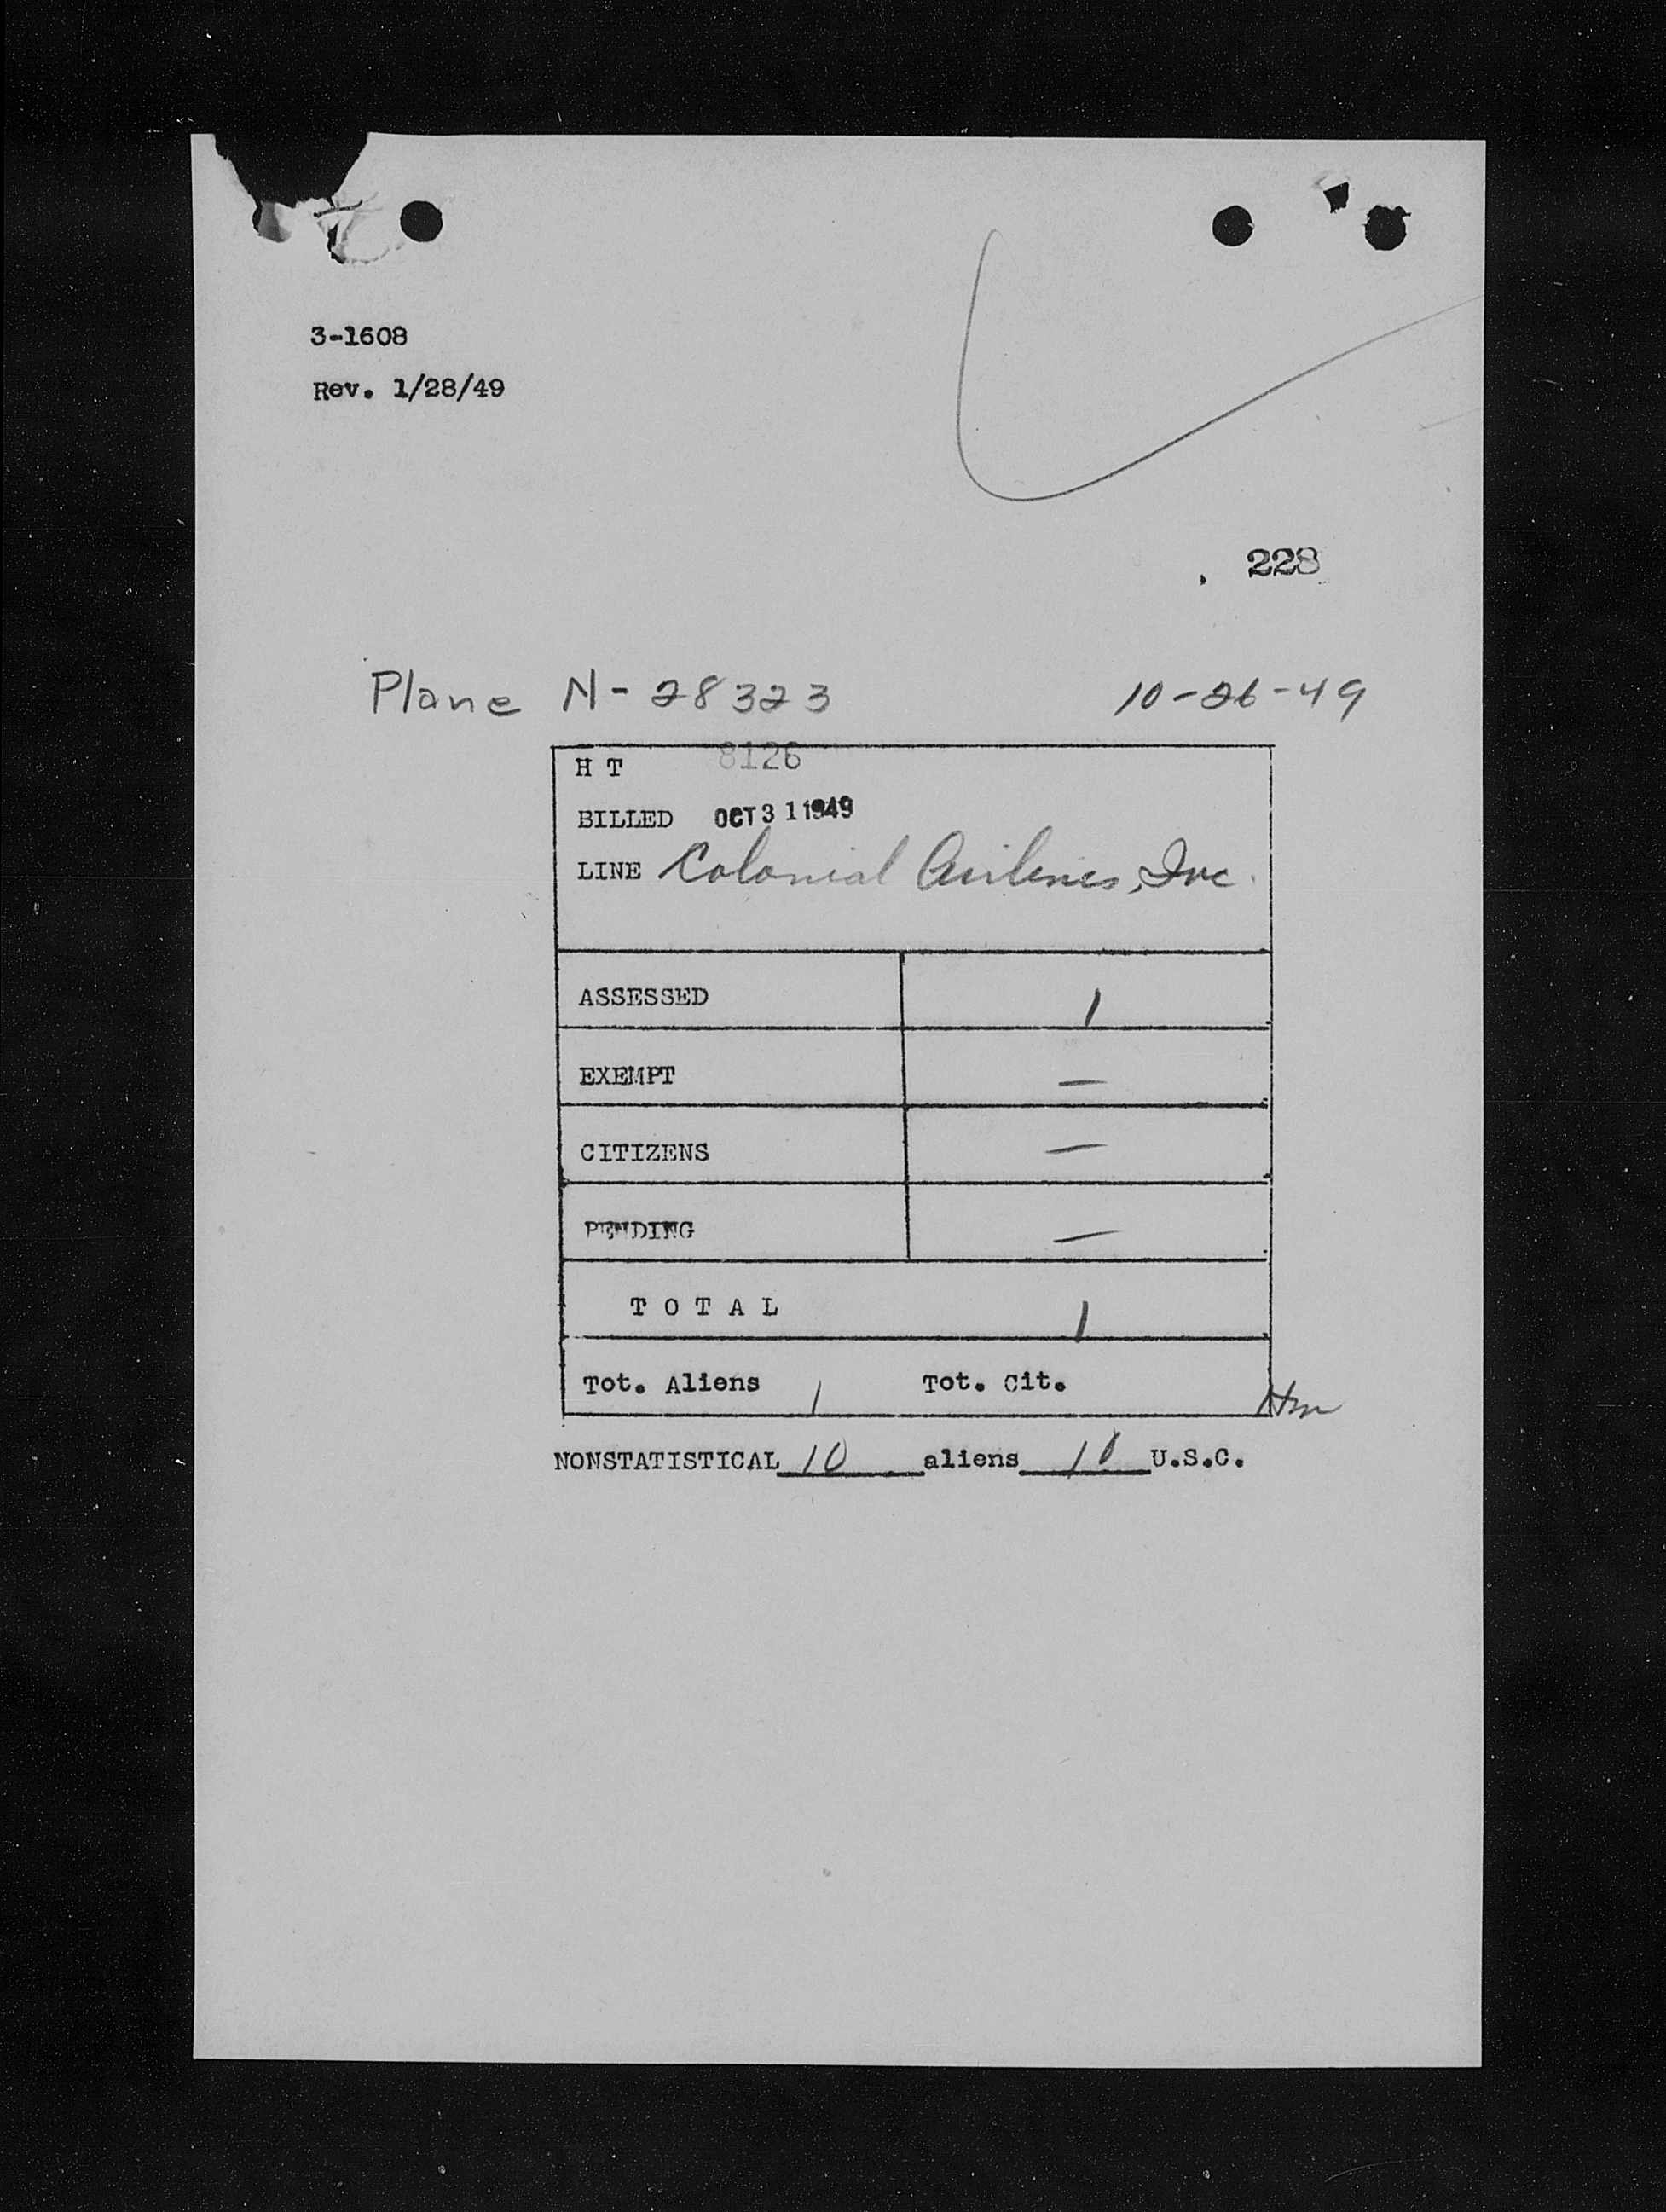 3-1608
Rev. 1/28/49
228
Plane N-28323 10-26-49
H T 8126
BILLED OCT 31 1949
LINE Colonial Airlines, Inc.
ASSESSED 1
EXEMPT —
CITIZENS —
PENDING —
T O T A L 1
Tot. Aliens 1 Tot. Cit.
NONSTATISTICAL 10 aliens 10 U.S.C.